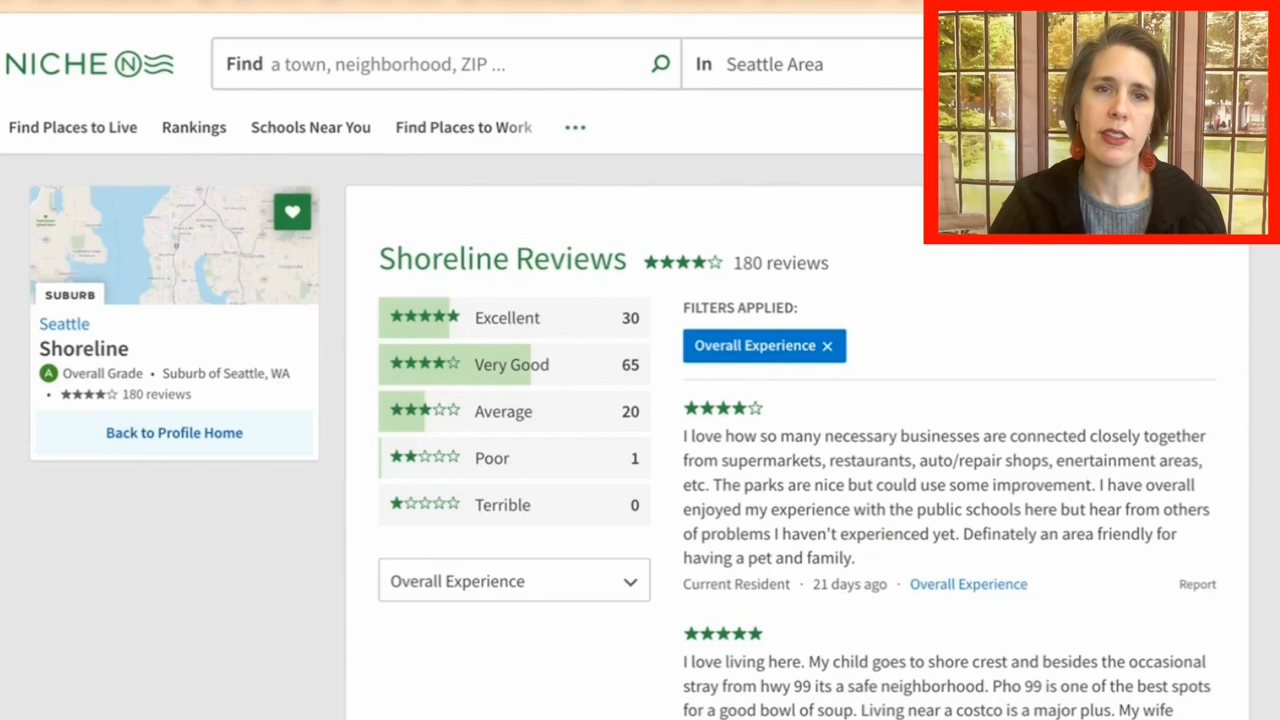 NICHE N
Find a town, neighborhood, ZIP ...
In Seattle Area
Find Places to Live
Rankings
Schools Near You
Find Places to Work
SUBURB
Seattle
Shoreline
A Overall Grade • Suburb of Seattle, WA
• ★★★★☆ 180 reviews
Back to Profile Home
Shoreline Reviews ★★★★☆ 180 reviews
★★★★★ Excellent 30
★★★★☆ Very Good 65
★★★☆☆ Average 20
★★☆☆☆ Poor 1
★☆☆☆☆ Terrible 0
Overall Experience
FILTERS APPLIED:
Overall Experience ×
★★★★☆
I love how so many necessary businesses are connected closely together
from supermarkets, restaurants, auto/repair shops, enertainment areas,
etc. The parks are nice but could use some improvement. I have overall
enjoyed my experience with the public schools here but hear from others
of problems I haven't experienced yet. Definately an area friendly for
having a pet and family.
Current Resident · 21 days ago · Overall Experience
Report
★★★★★
I love living here. My child goes to shore crest and besides the occasional
stray from hwy 99 its a safe neighborhood. Pho 99 is one of the best spots
for a good bowl of soup. Living near a costco is a major plus. My wife